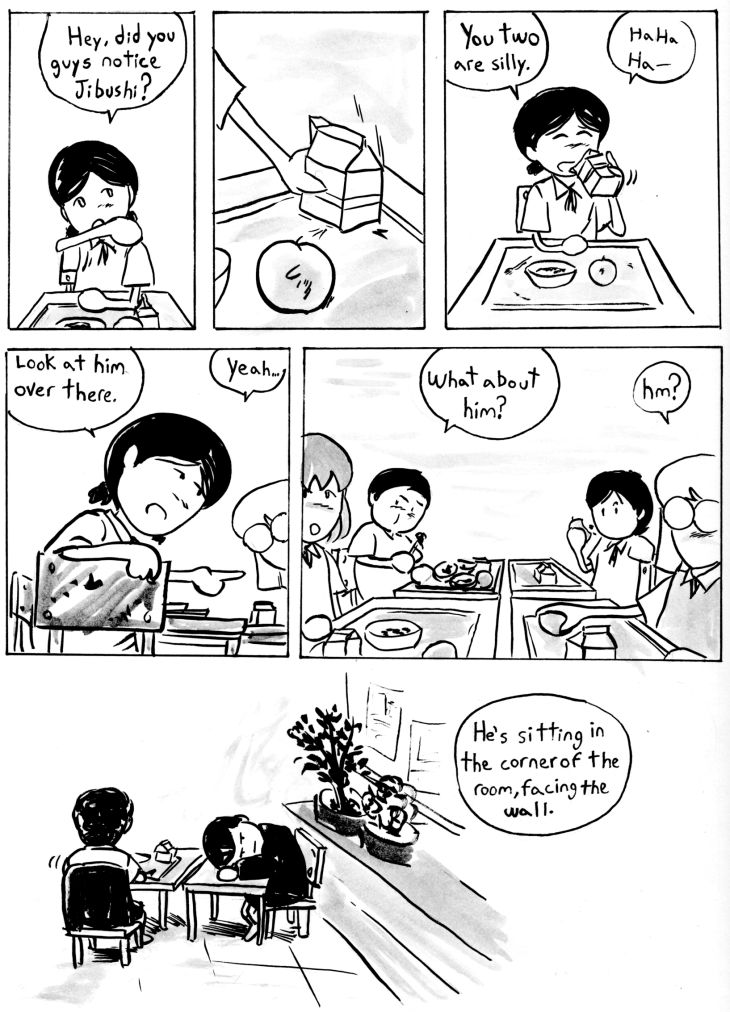 Hey, did you
guys notice
Jibushi?
You two
are silly.
HaHa
Ha—
Look at him
over there.
Yeah...
What about
him?
hm?
He's sitting in
the corner of the
room, facing the
wall.